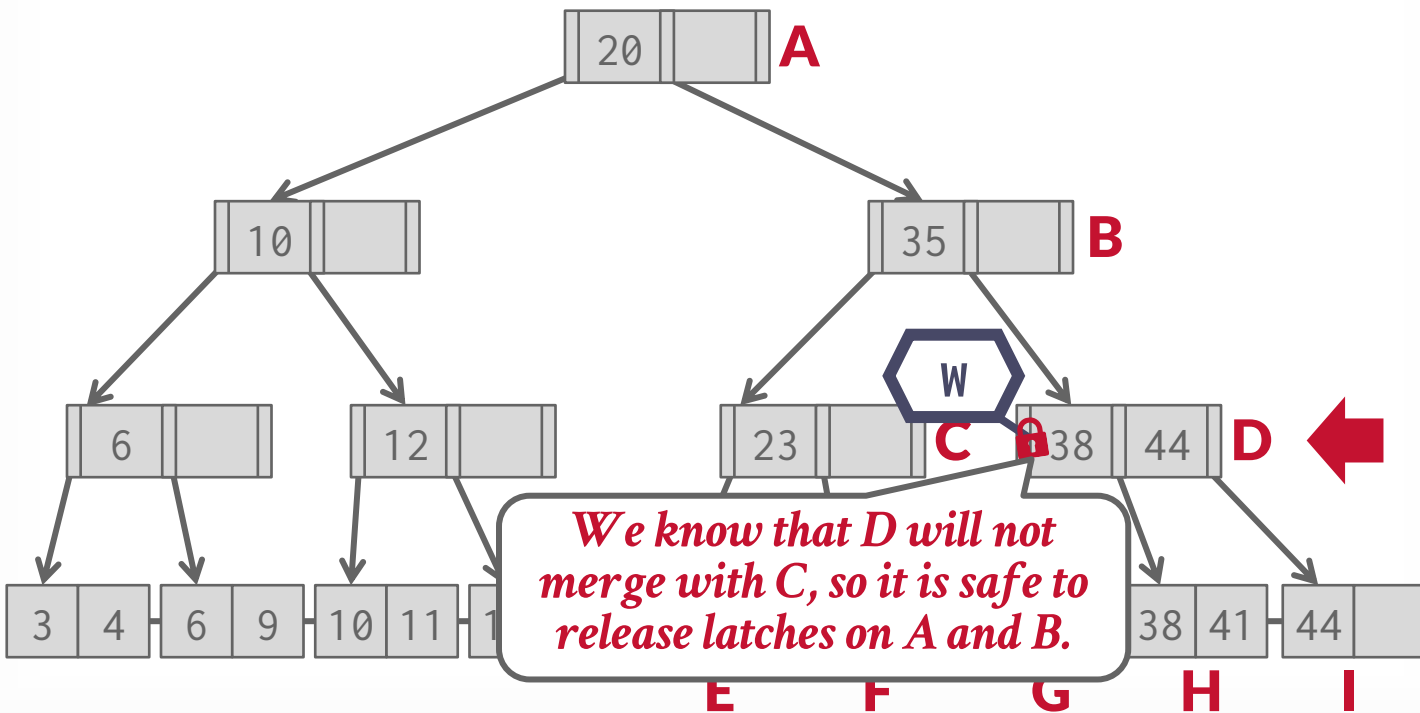 20 A
10 35 B
W
6 12 23 C 38 44 D
We know that D will not
merge with C, so it is safe to
release latches on A and B.
3 4 6 9 10 11 1 38 41 44
E F G H I